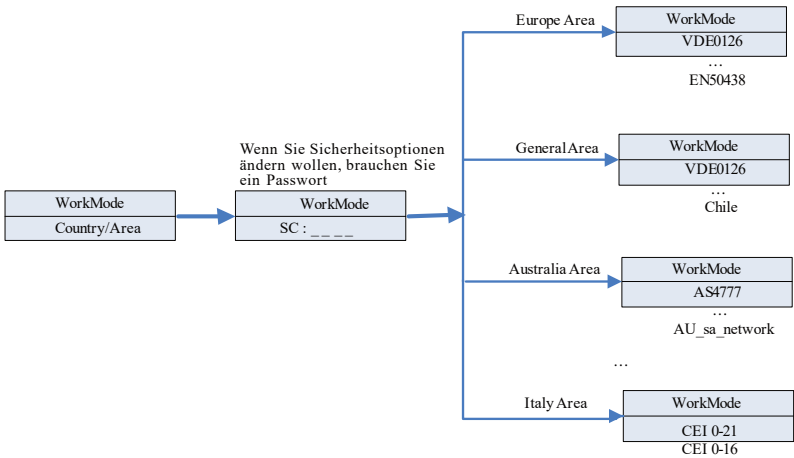 WorkMode
Country/Area
Wenn Sie Sicherheitsoptionen
ändern wollen, brauchen Sie
ein Passwort
WorkMode
SC : _ _ _ _
Europe Area
WorkMode
VDE0126
...
EN50438
General Area
WorkMode
VDE0126
...
Chile
Australia Area
WorkMode
AS4777
...
AU_sa_network
...
Italy Area
WorkMode
CEI 0-21
CEI 0-16